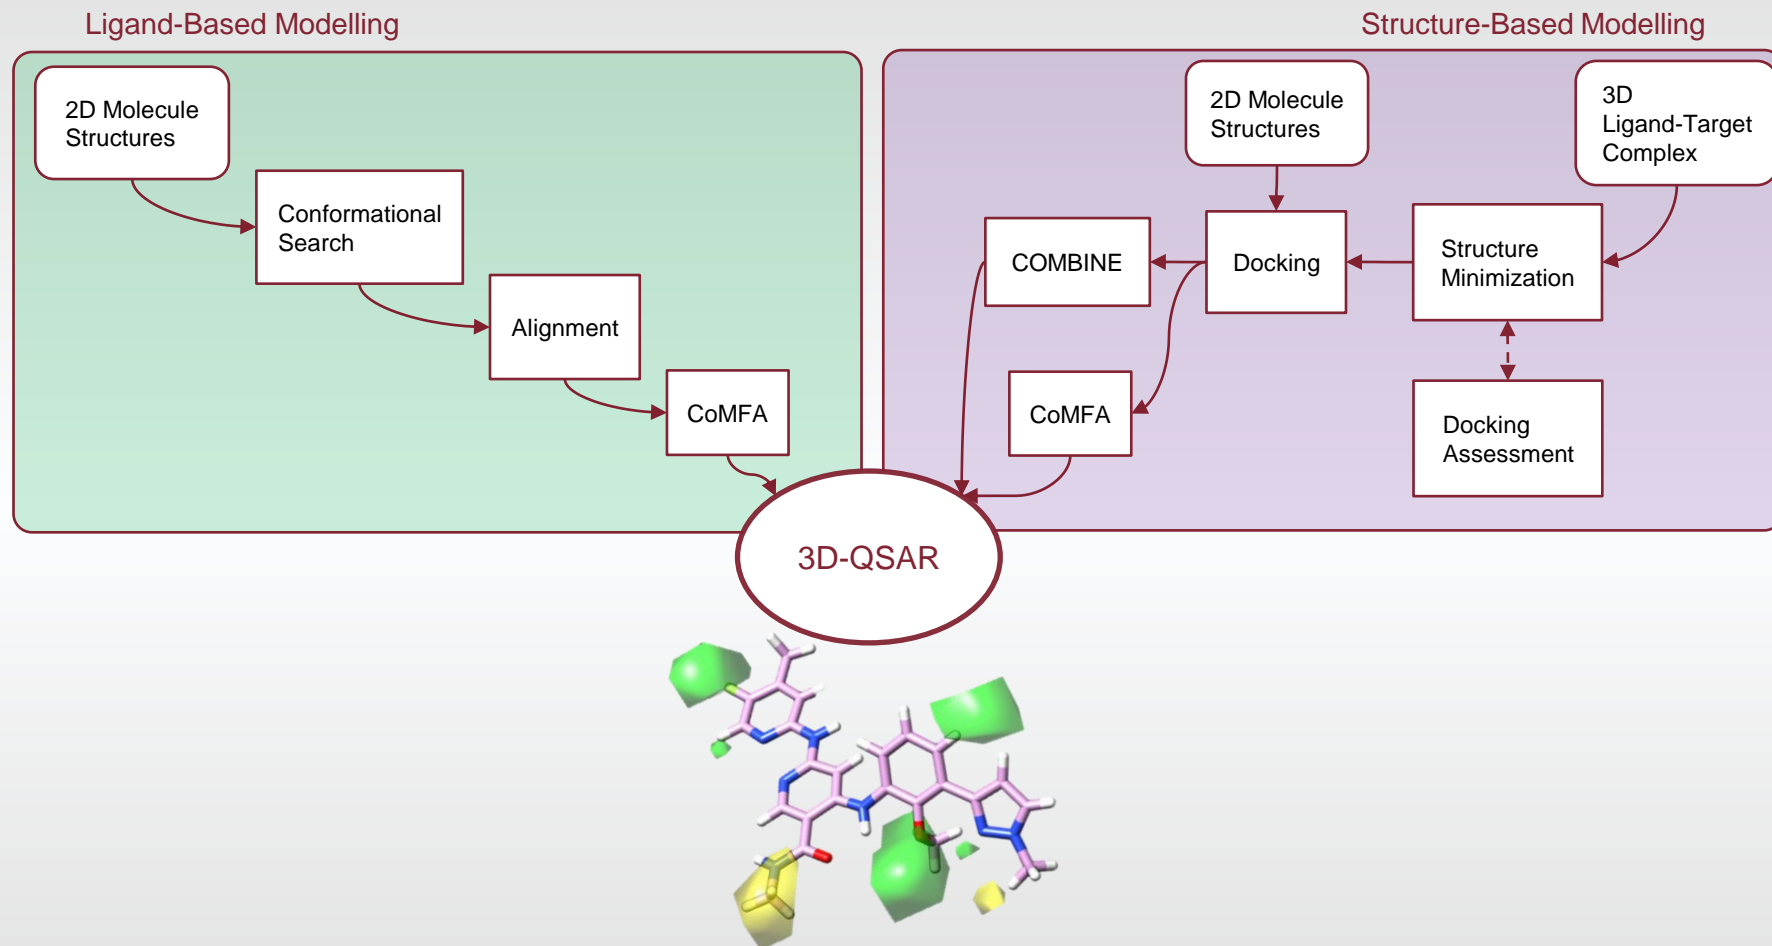 Ligand-Based Modelling
2D Molecule
Structures
Conformational
Search
Alignment
CoMFA
Structure-Based Modelling
2D Molecule
Structures
3D
Ligand-Target
Complex
COMBINE
Docking
Structure
Minimization
CoMFA
Docking
Assessment
3D-QSAR